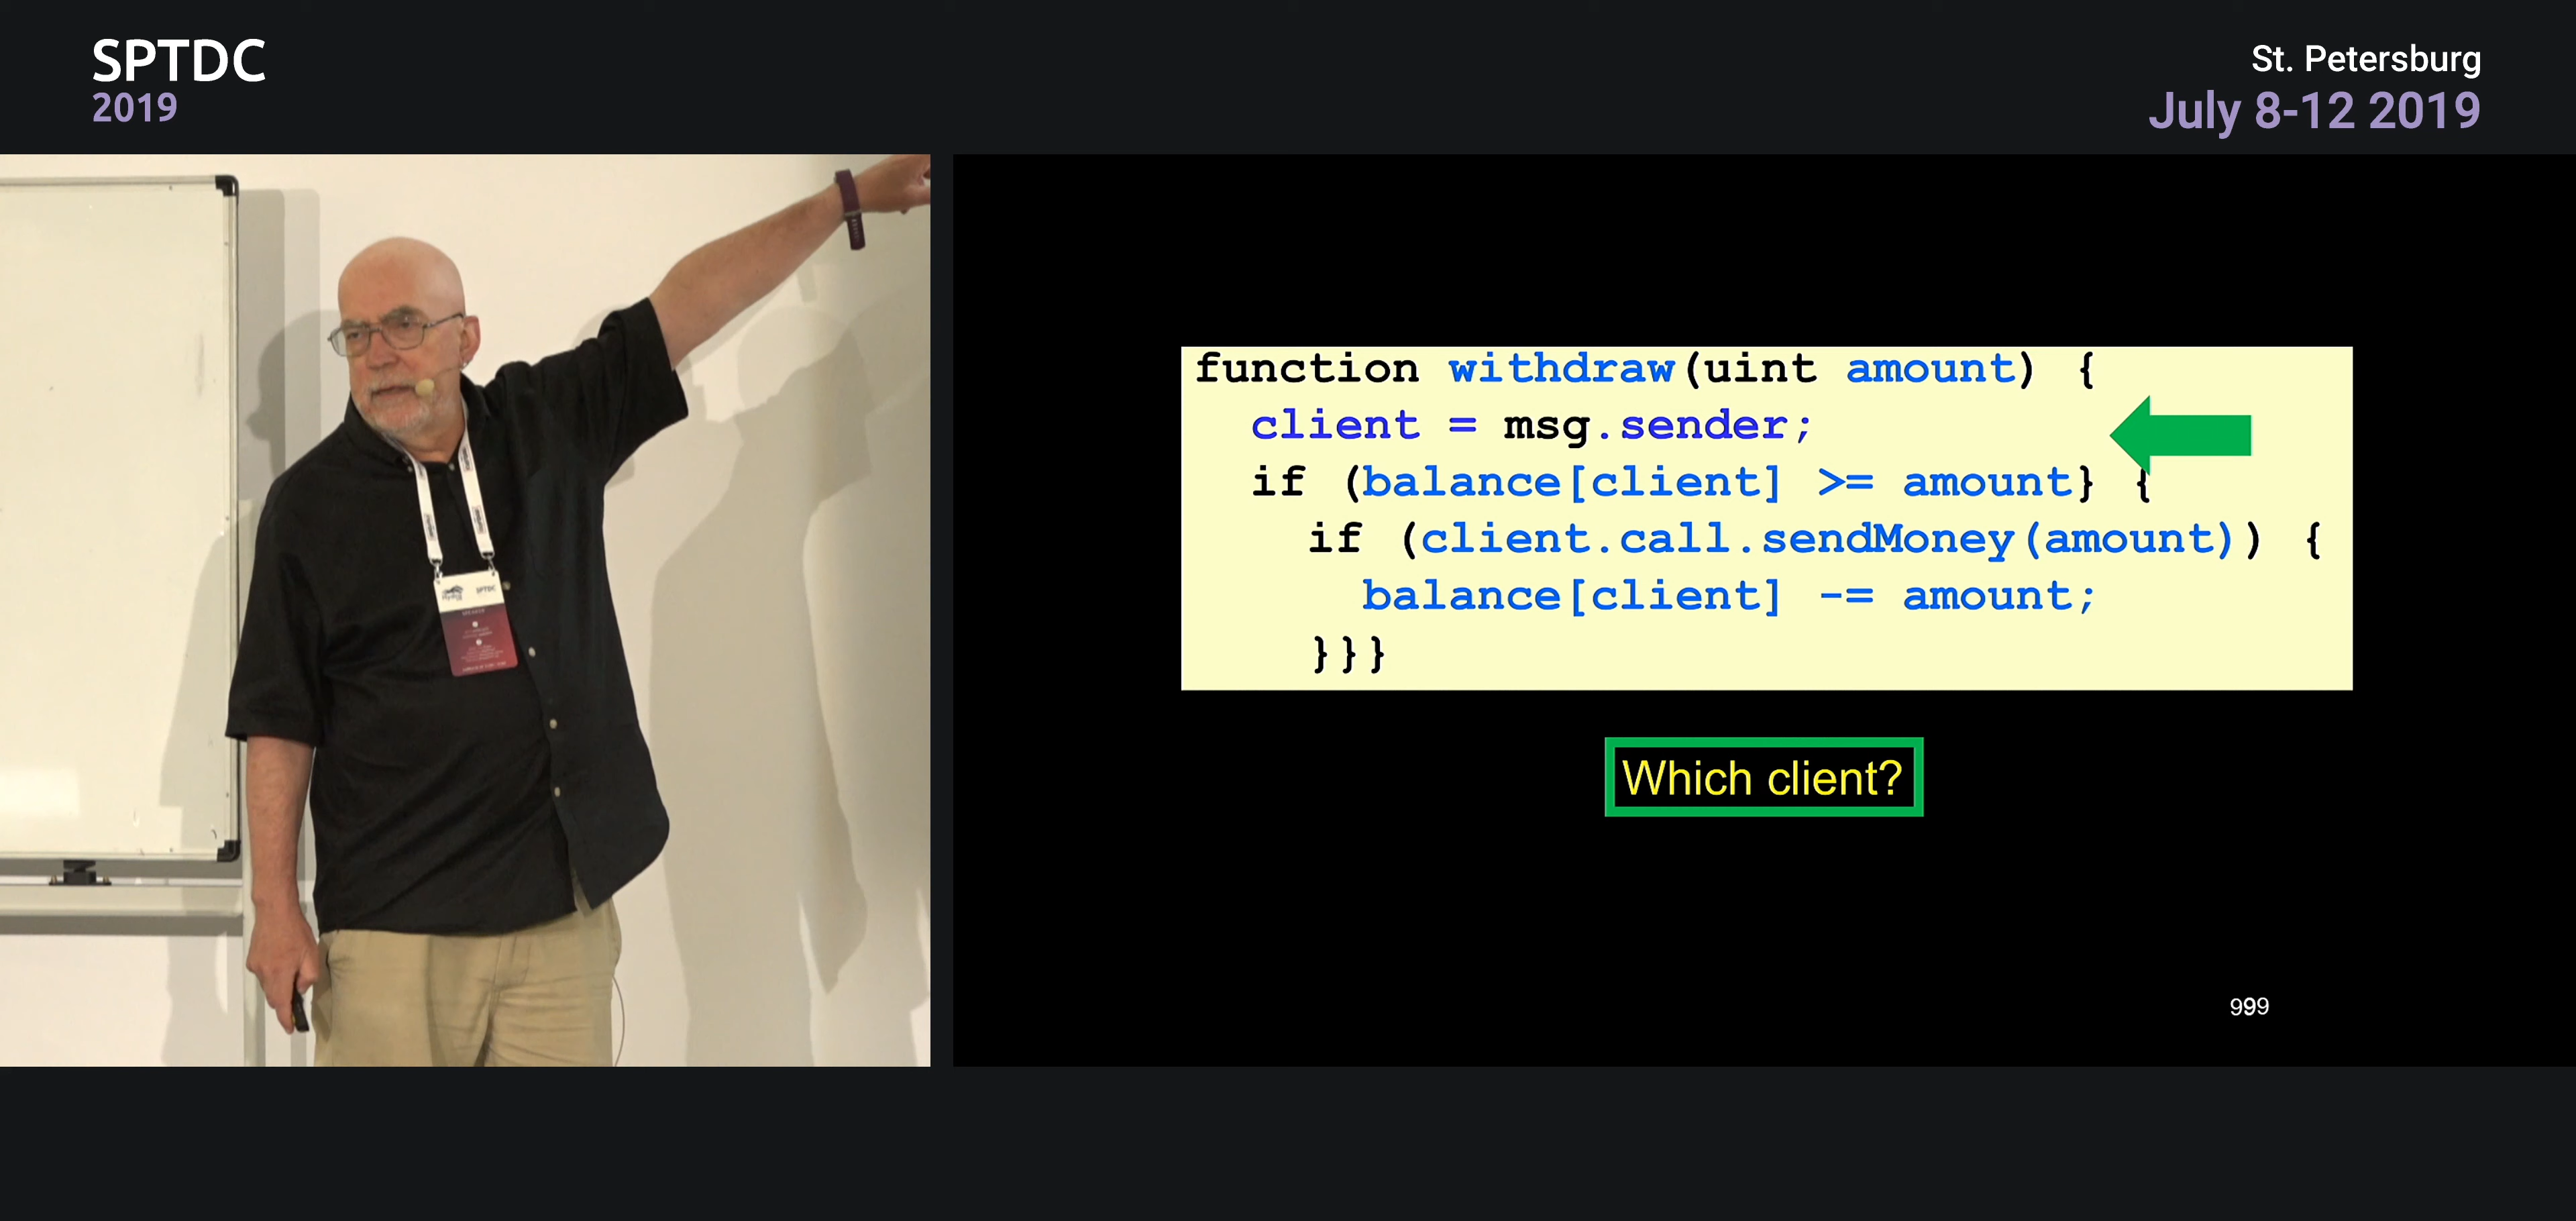 SPTDC
2019
St. Petersburg
July 8-12 2019
function withdraw(uint amount) {
client = msg.sender;
if (balance[client] >= amount} {
if (client.call.sendMoney(amount)) {
balance[client] -= amount;
}}}
Which client?
999
SPTDC